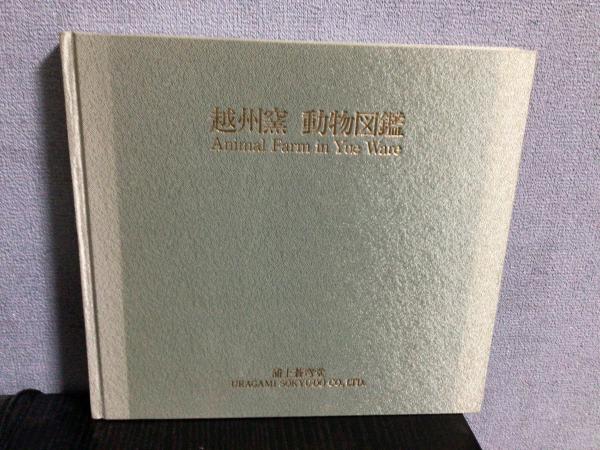 越州窯 動物図鑑
Animal Farm in Yue Ware
浦上蒼穹堂
URAGAMI SOKYU-DO CO., LTD.